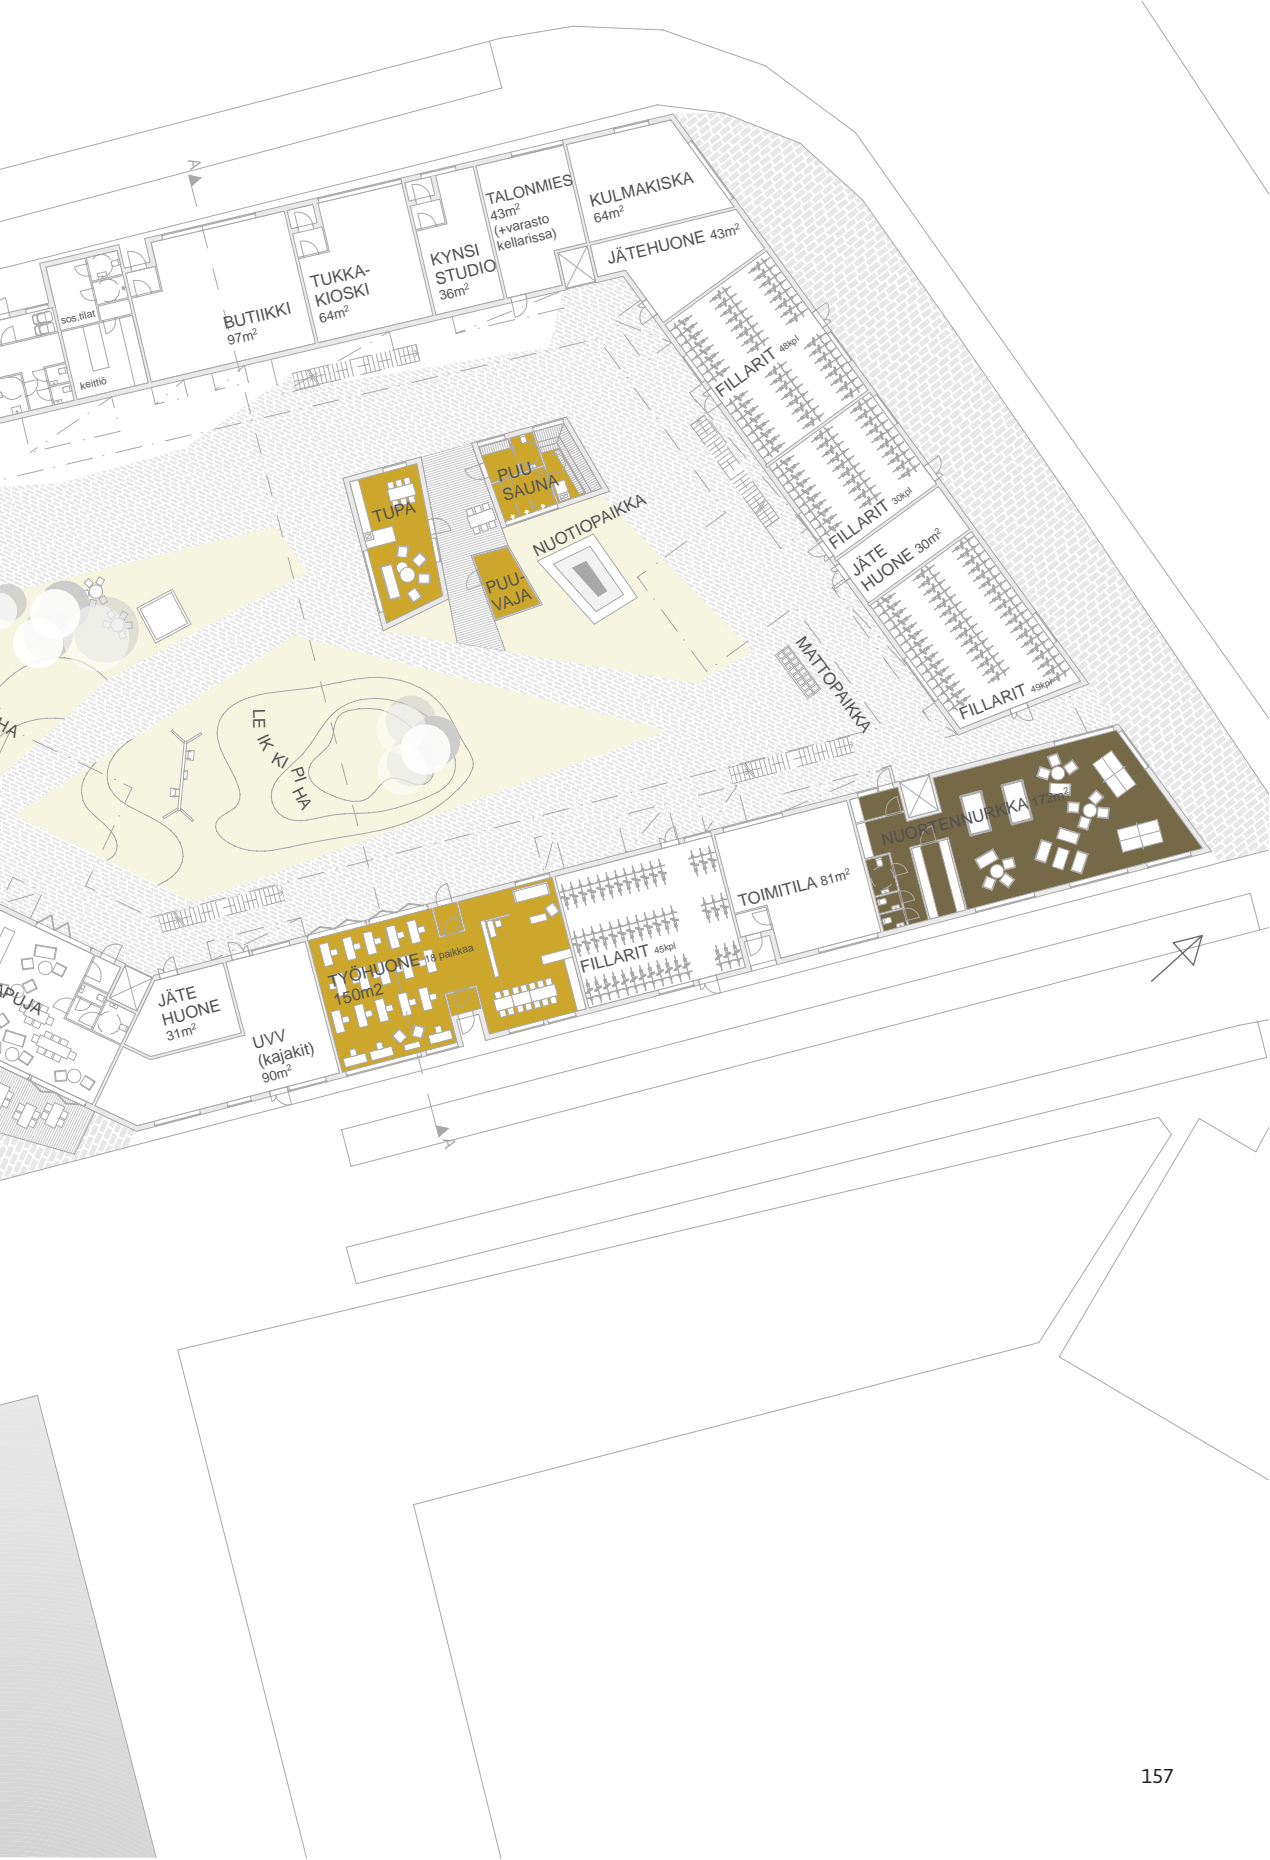 A
KULMAKISKA
64m²
TALONMIES
43m²
(+varasto
kellarissa)
JÄTEHUONE 43m²
KYNSI
STUDIO
36m²
TUKKA-
KIOSKI
64m²
BUTIIKKI
97m²
sos.tilat
keittiö
FILLARIT 48kpl
FILLARIT 30kpl
JÄTE
HUONE 30m²
FILLARIT 49kpl
PUU-
SAUNA
TUPA
NUOTIOPAIKKA
PUU-
VAJA
MATTOPAIKKA
HA
LE
IK
KI
PI
HA
NUORTENNURKKA 172m²
TOIMITILA 81m²
FILLARIT 45kpl
TYÖHUONE 18 paikkaa
150m2
APUJA
JÄTE
HUONE
31m²
UVV
(kajakit)
90m²
A
157